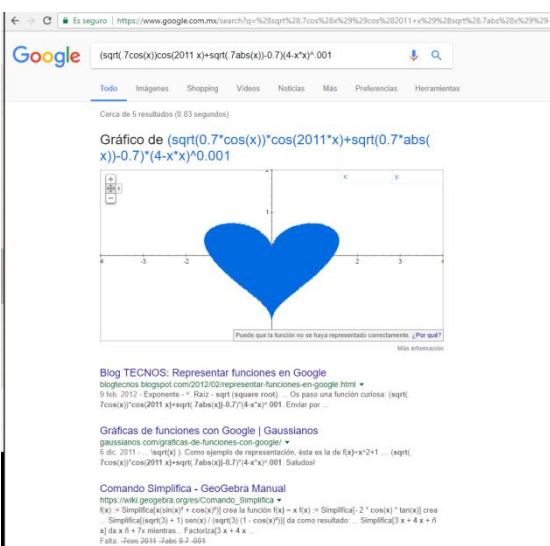 Es seguro | https://www.google.com.mx/search?q=%28sqrt%28.7cos%28x%29%29cos%282011+x%29%2Bsqrt%28.7abs%28x%29%29-
Google
(sqrt(.7cos(x))cos(2011 x)+sqrt(.7abs(x))-0.7)(4-x*x)^.001
Todo Imágenes Shopping Videos Noticias Más Preferencias Herramientas
Cerca de 5 resultados (0.83 segundos)
Gráfico de (sqrt(0.7*cos(x))*cos(2011*x)+sqrt(0.7*abs(
x))-0.7)*(4-x*x)^0.001
x: y:
2
1
4 -3 -2 2 3 4
Puede que la función no se haya representado correctamente. ¿Por qué?
Más información
Blog TECNOS: Representar funciones en Google
blogtecnos.blogspot.com/2012/02/representar-funciones-en-google.html
9 feb. 2012 - Exponente - ^. Raíz - sqrt (square root). ... Os paso una función curiosa: (sqrt(.
7cos(x))*cos(2011 x)+sqrt(.7abs(x))-0.7)*(4-x*x)^.001. Enviar por ...
Gráficas de funciones con Google | Gaussianos
gaussianos.com/graficas-de-funciones-con-google/
6 dic. 2011 - ... \sqrt{x} ). Como ejemplo de representación, ésta es la de f(x)=x^2+1 ... (sqrt(.
7cos(x))*cos(2011 x)+sqrt(.7abs(x))-0.7)*(4-x*x)^.001. Saludos!
Comando Simplifica - GeoGebra Manual
https://wiki.geogebra.org/es/Comando_Simplifica
f(x) := Simplifica[x(sin(x)² + cos(x)²)] crea la función f(x) = x f(x) := Simplifica[- 2 * cos(x) * tan(x)] crea
... Simplifica[(sqrt(3) + 1) sen(x) / (sqrt(3) (1 - cos(x)²))] da como resultado: ... Simplifica[3 x + 4 x + ñ
x] da x ñ + 7x mientras... Factoriza[3 x + 4 x ...
Falta: .7cos 2011 .7abs 0.7 .001